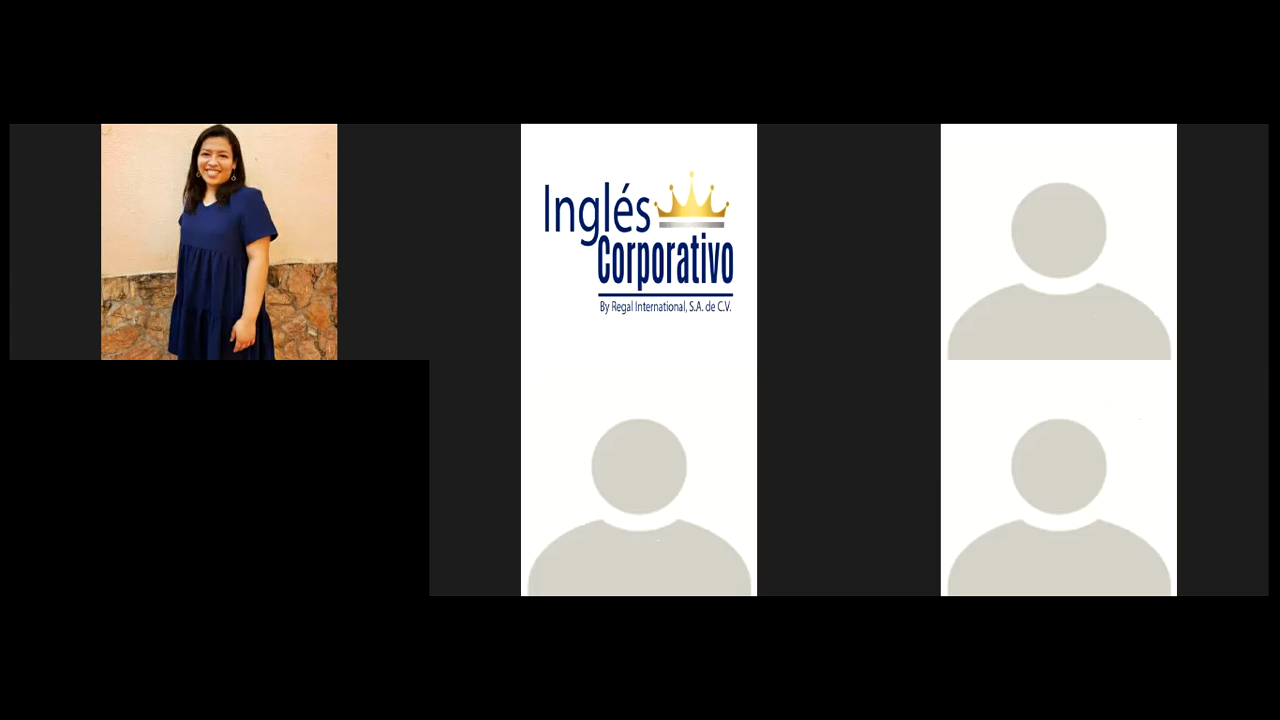 Inglés
Corporativo
By Regal International, S.A. de C.V.